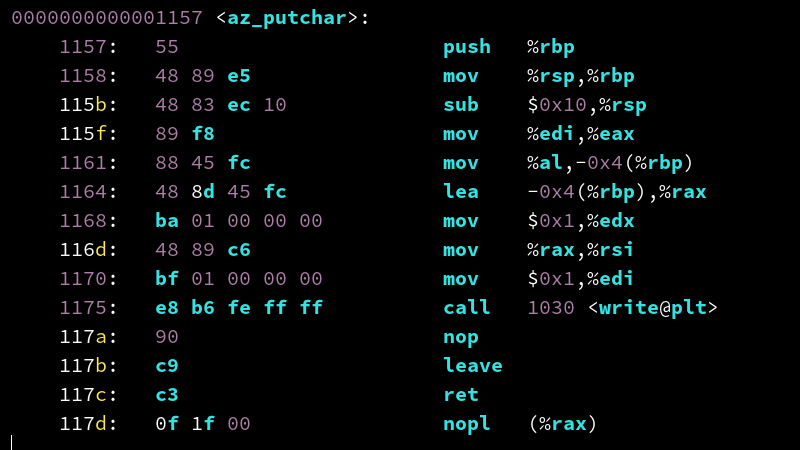 0000000000001157 <az_putchar>:
    1157:   55                      push   %rbp
    1158:   48 89 e5                mov    %rsp,%rbp
    115b:   48 83 ec 10             sub    $0x10,%rsp
    115f:   89 f8                   mov    %edi,%eax
    1161:   88 45 fc                mov    %al,-0x4(%rbp)
    1164:   48 8d 45 fc             lea    -0x4(%rbp),%rax
    1168:   ba 01 00 00 00          mov    $0x1,%edx
    116d:   48 89 c6                mov    %rax,%rsi
    1170:   bf 01 00 00 00          mov    $0x1,%edi
    1175:   e8 b6 fe ff ff          call   1030 <write@plt>
    117a:   90                      nop
    117b:   c9                      leave
    117c:   c3                      ret
    117d:   0f 1f 00                nopl   (%rax)